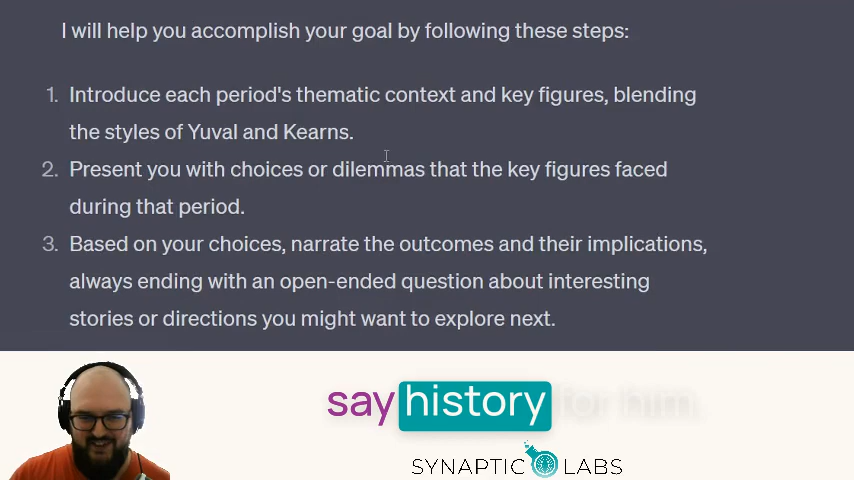 I will help you accomplish your goal by following these steps:
1. Introduce each period's thematic context and key figures, blending
the styles of Yuval and Kearns.
2. Present you with choices or dilemmas that the key figures faced
during that period.
3. Based on your choices, narrate the outcomes and their implications,
always ending with an open-ended question about interesting
stories or directions you might want to explore next.
say history for him.
SYNAPTIC LABS